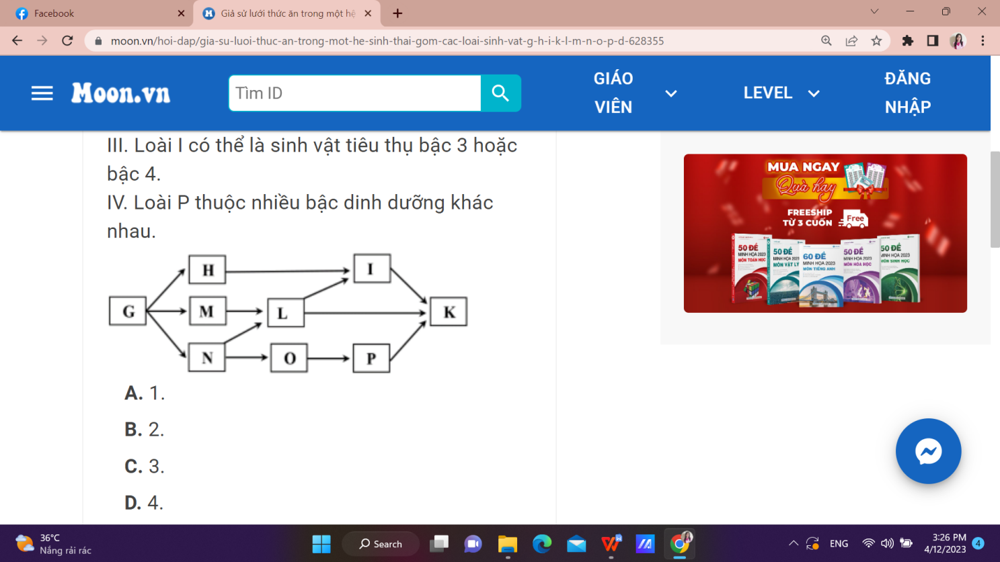 Facebook
Giả sử lưới thức ăn trong một hệ
moon.vn/hoi-dap/gia-su-luoi-thuc-an-trong-mot-he-sinh-thai-gom-cac-loai-sinh-vat-g-h-i-k-l-m-n-o-p-d-628355
Moon.vn
Tìm ID
GIÁO
VIÊN
LEVEL
ĐĂNG
NHẬP
III. Loài I có thể là sinh vật tiêu thụ bậc 3 hoặc
bậc 4.
IV. Loài P thuộc nhiều bậc dinh dưỡng khác
nhau.
H
I
G
M
L
K
N
O
P
A. 1.
B. 2.
C. 3.
D. 4.
MUA NGAY
Quà hay
FREESHIP
TỪ 3 CUỐN
Free
50 ĐỀ
MINH HỌA 2023
MÔN TOÁN HỌC
50 ĐỀ
MINH HỌA 2023
MÔN VẬT LÝ
60 ĐỀ
MINH HỌA 2023
MÔN TIẾNG ANH
50 ĐỀ
MINH HỌA 2023
MÔN HÓA HỌC
50 ĐỀ
MINH HỌA 2023
MÔN SINH HỌC
36°C
Nắng rải rác
Search
ENG
3:26 PM
4/12/2023
4